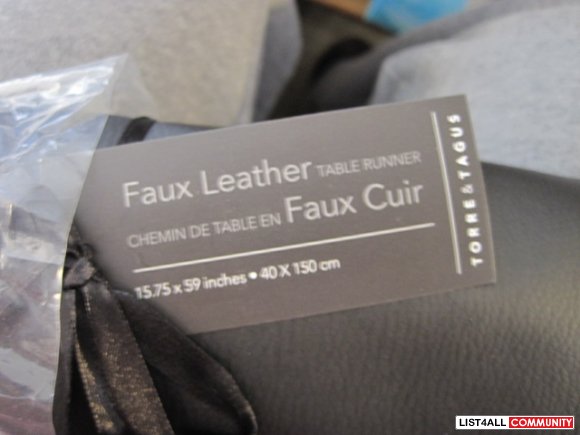 Faux Leather TABLE RUNNER
CHEMIN DE TABLE EN Faux Cuir
15.75 x 59 inches • 40 X 150 cm
TORRE & TAGUS
LIST4ALL COMMUNITY